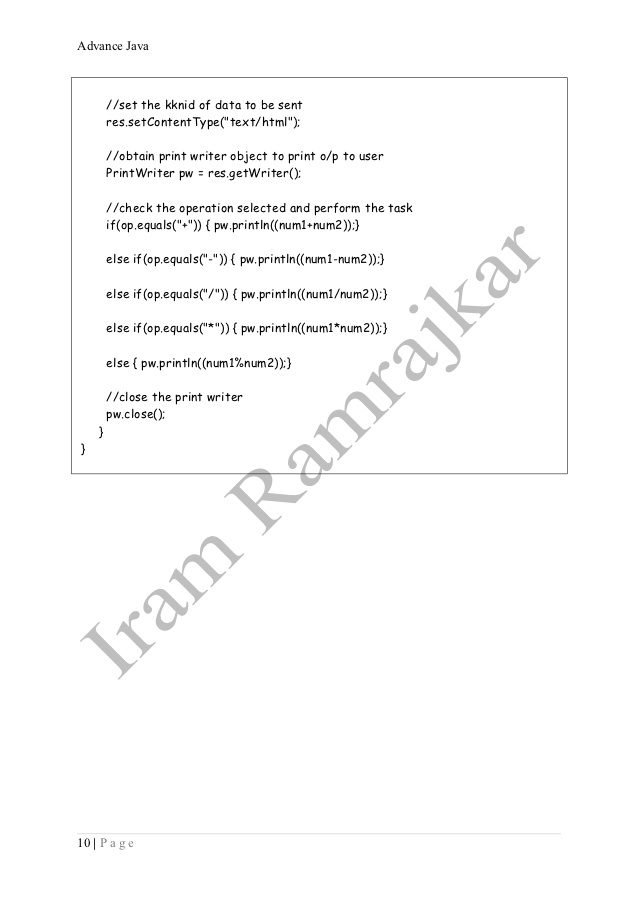 Advance Java
//set the kknid of data to be sent
res.setContentType("text/html");
//obtain print writer object to print o/p to user
PrintWriter pw = res.getWriter();
//check the operation selected and perform the task
if(op.equals("+")) { pw.println((num1+num2));}
else if(op.equals("-")) { pw.println((num1-num2));}
else if(op.equals("/")) { pw.println((num1/num2));}
else if(op.equals("*")) { pw.println((num1*num2));}
else { pw.println((num1%num2));}
//close the print writer
pw.close();
}
}
Iram Ramrajkar
10 | P a g e